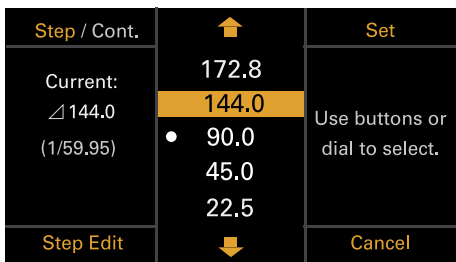 Step / Cont.
Current:
⊿144.0
(1/59.95)
Step Edit
172.8
144.0
90.0
45.0
22.5
Set
Use buttons or
dial to select.
Cancel